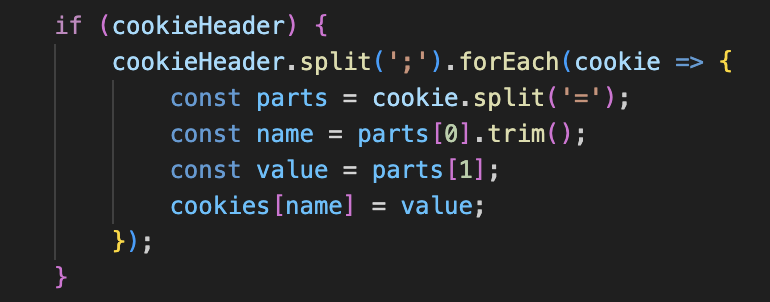 if (cookieHeader) {
    cookieHeader.split(';').forEach(cookie => {
        const parts = cookie.split('=');
        const name = parts[0].trim();
        const value = parts[1];
        cookies[name] = value;
    });
}